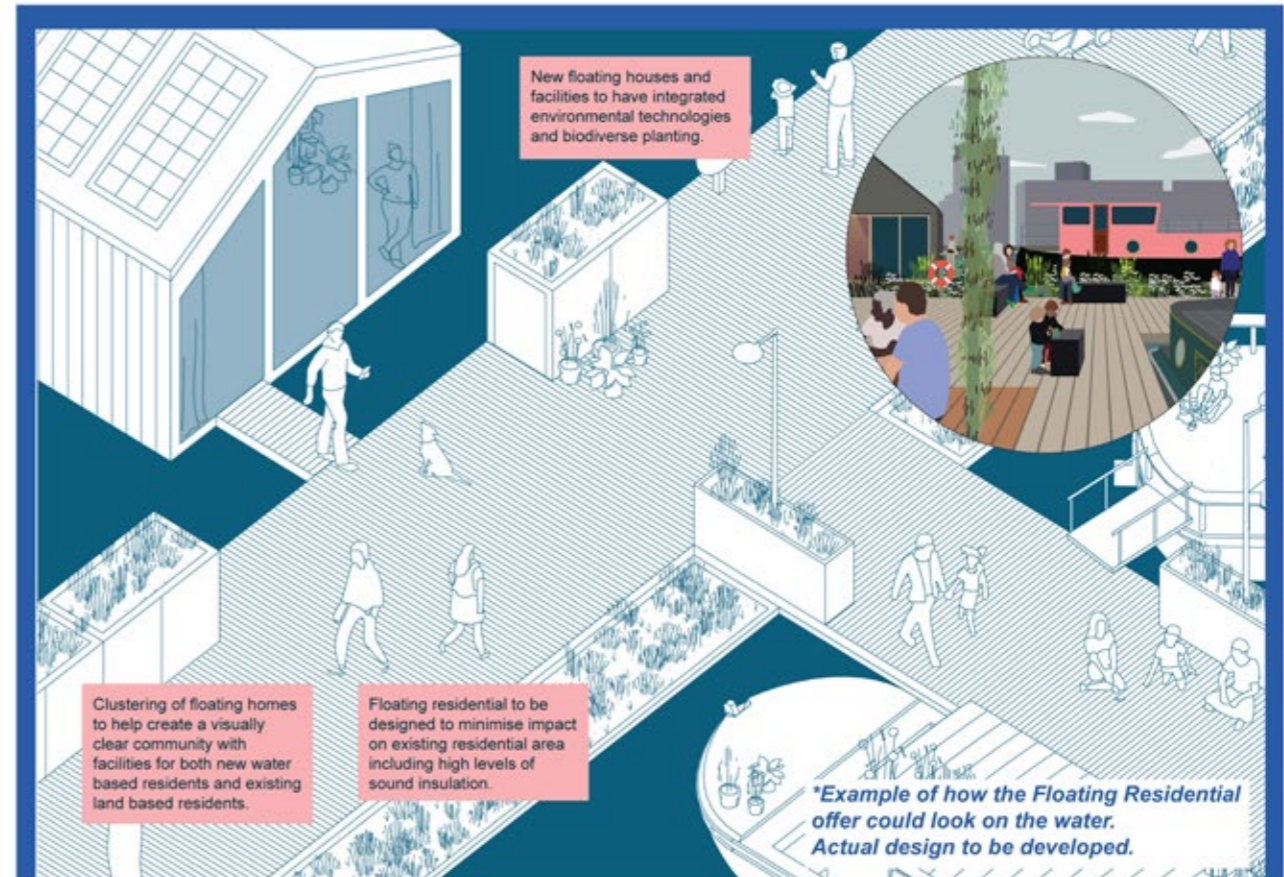 New floating houses and
facilities to have integrated
environmental technologies
and biodiverse planting.
Clustering of floating homes
to help create a visually
clear community with
facilities for both new water
based residents and existing
land based residents.
Floating residential to be
designed to minimise impact
on existing residential area
including high levels of
sound insulation.
*Example of how the Floating Residential
offer could look on the water.
Actual design to be developed.